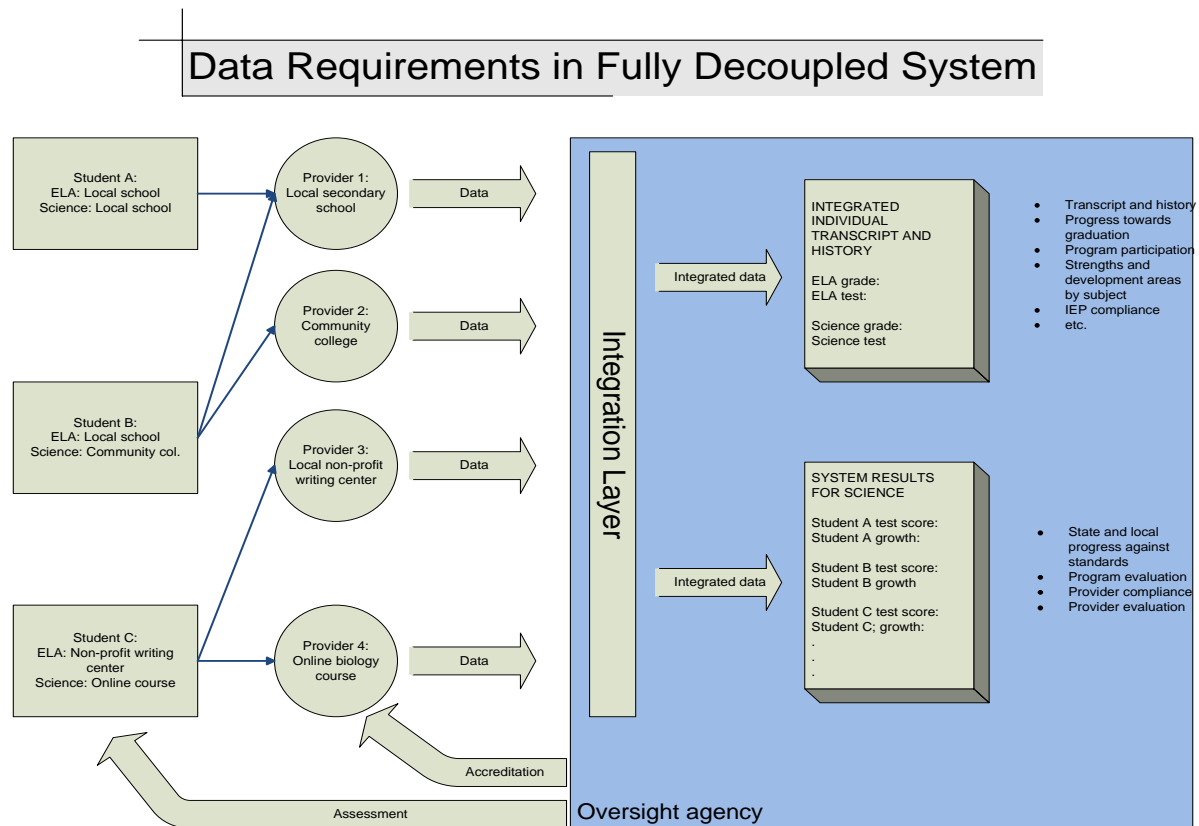 Data Requirements in Fully Decoupled System
Student A:
ELA: Local school
Science: Local school
Provider 1:
Local secondary
school
Data
Provider 2:
Community
college
Data
Student B:
ELA: Local school
Science: Community col.
Provider 3:
Local non-profit
writing center
Data
Student C:
ELA: Non-profit writing
center
Science: Online course
Provider 4:
Online biology
course
Data
Accreditation
Assessment
Integration Layer
Integrated data
INTEGRATED
INDIVIDUAL
TRANSCRIPT AND
HISTORY
ELA grade:
ELA test:
Science grade:
Science test
• Transcript and history
• Progress towards
graduation
• Program participation
• Strengths and
development areas
by subject
• IEP compliance
• etc.
Integrated data
SYSTEM RESULTS
FOR SCIENCE
Student A test score:
Student A growth:
Student B test score:
Student B growth
Student C test score:
Student C; growth:
.
.
.
• State and local
progress against
standards
• Program evaluation
• Provider compliance
• Provider evaluation
Oversight agency